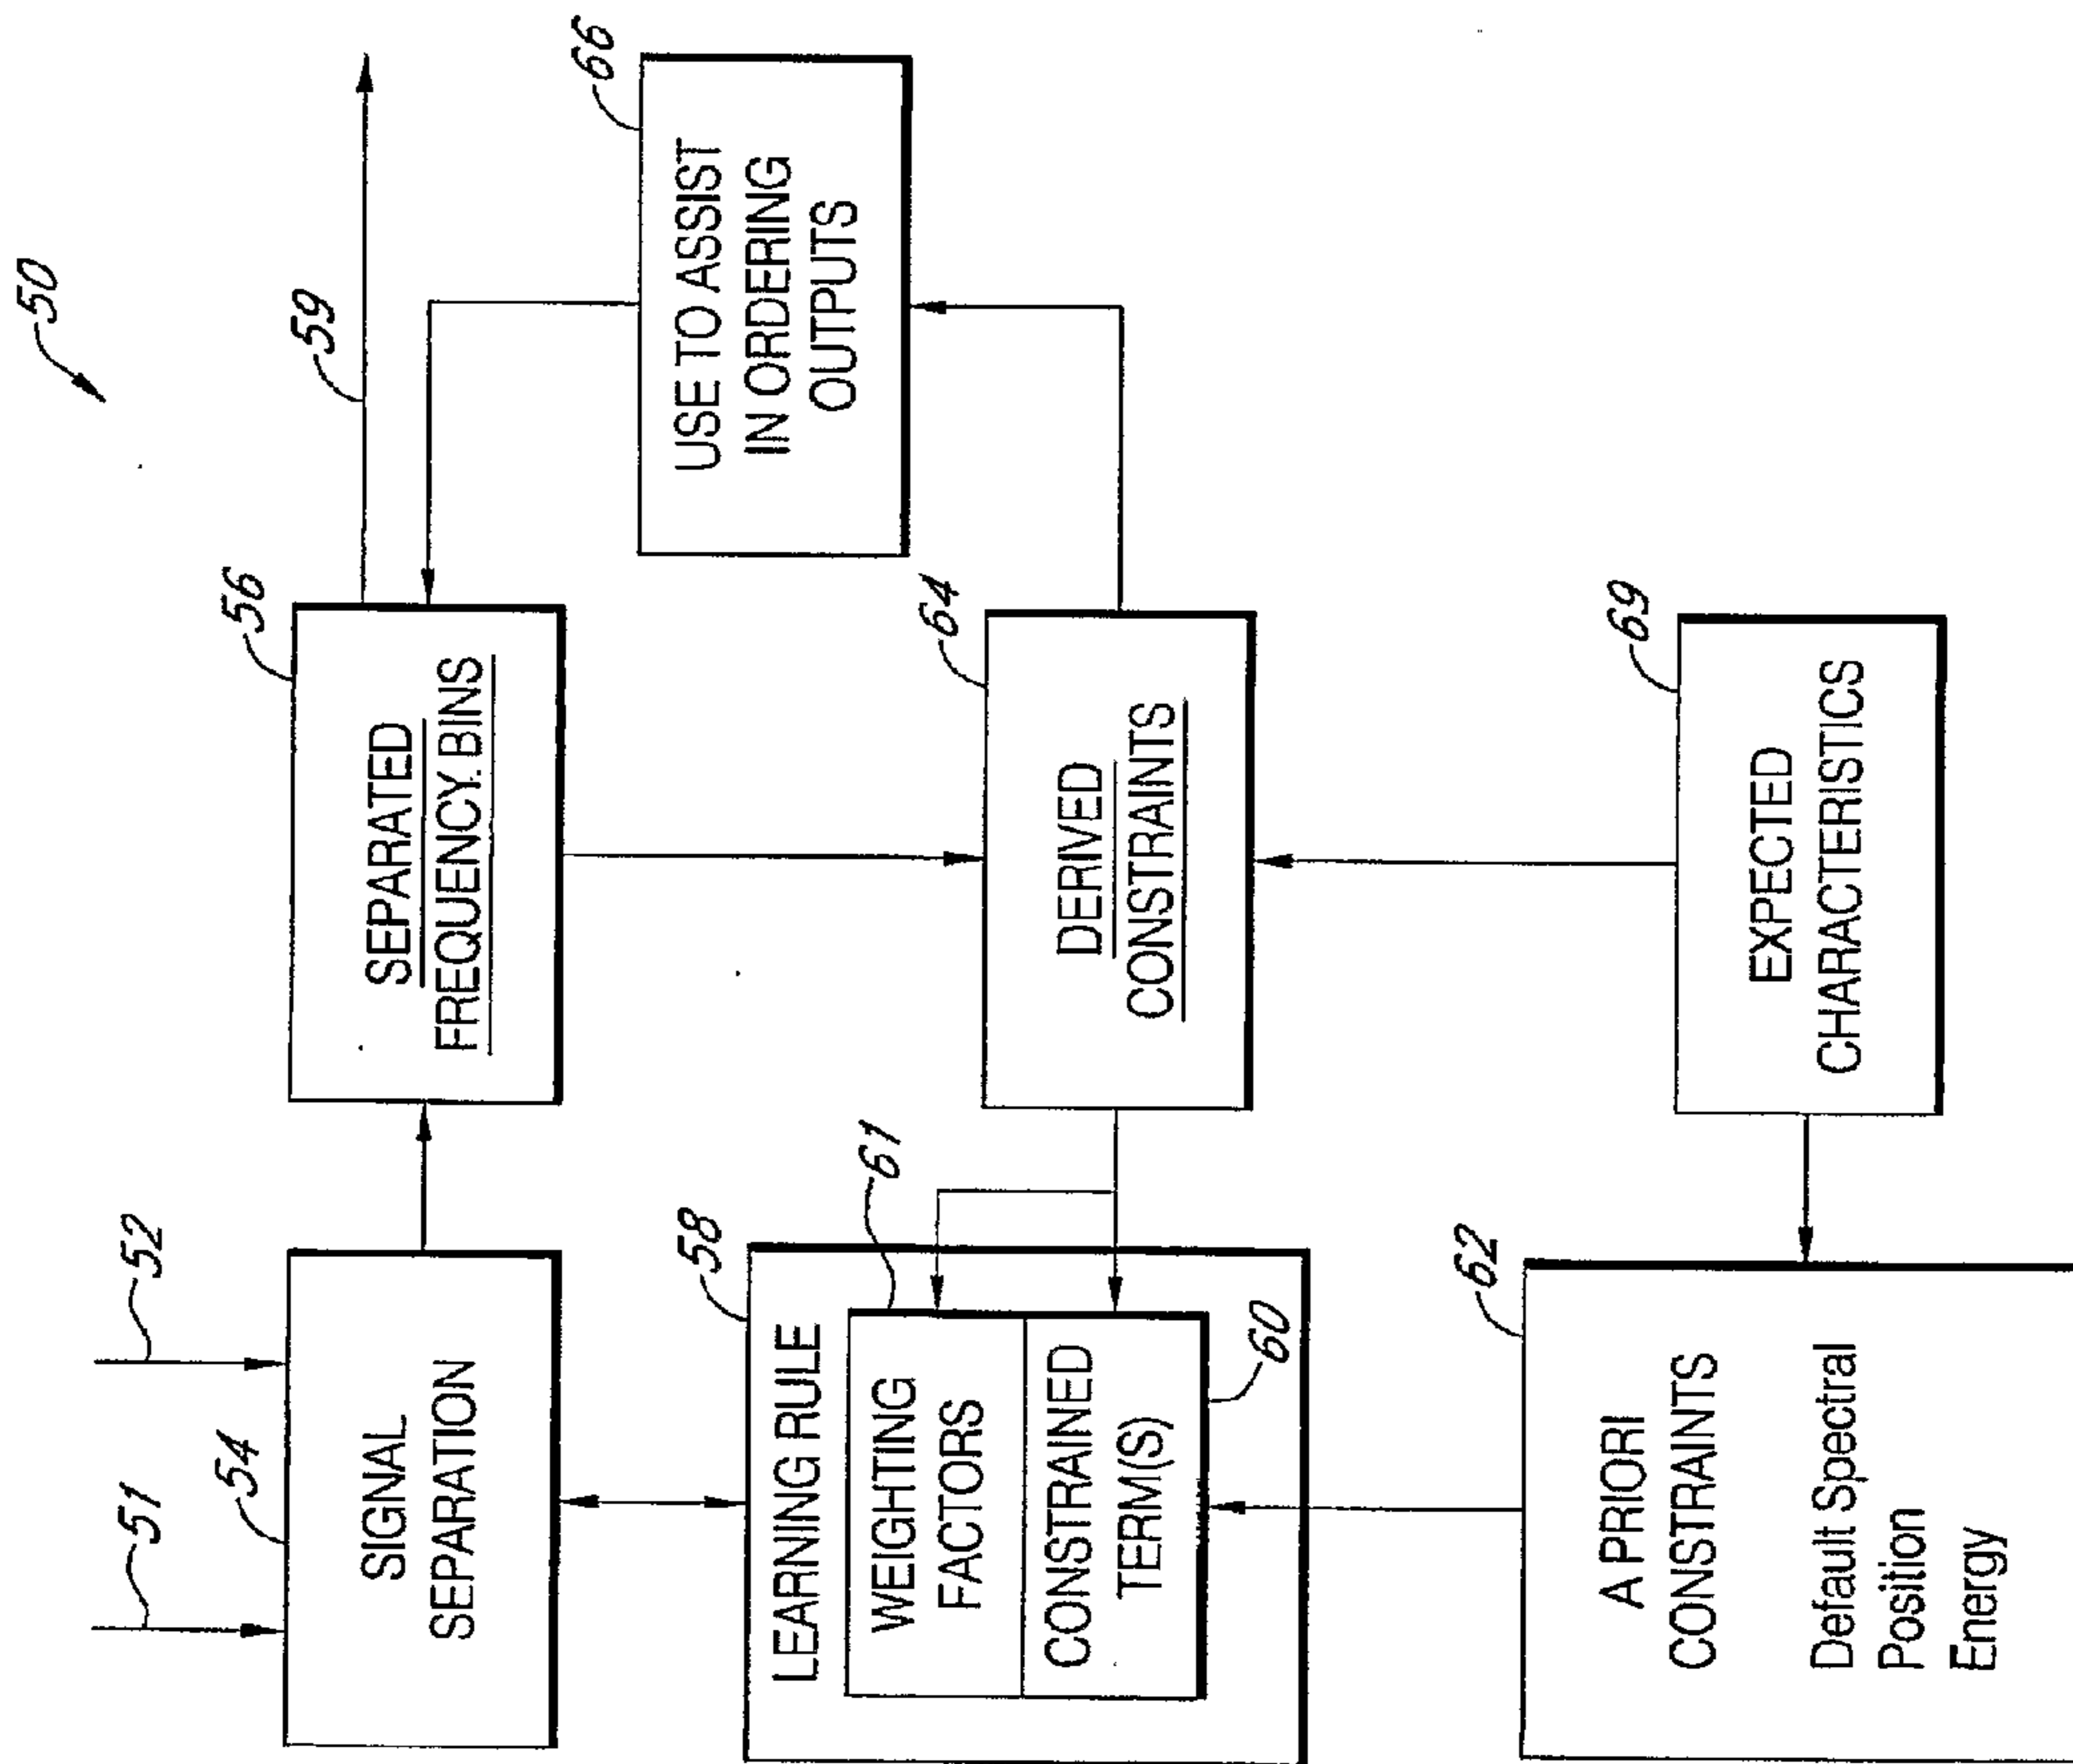 50
51
52
54
SIGNAL
SEPARATION
56
SEPARATED
FREQUENCY.BINS
59
66
USE TO ASSIST
IN ORDERING
OUTPUTS
58
LEARNING RULE
61
WEIGHTING
FACTORS
CONSTRAINED
TERM(S)
60
64
DERIVED
CONSTRAINTS
62
A PRIORI
CONSTRAINTS
Default Spectral
Position
Energy
69
EXPECTED
CHARACTERISTICS